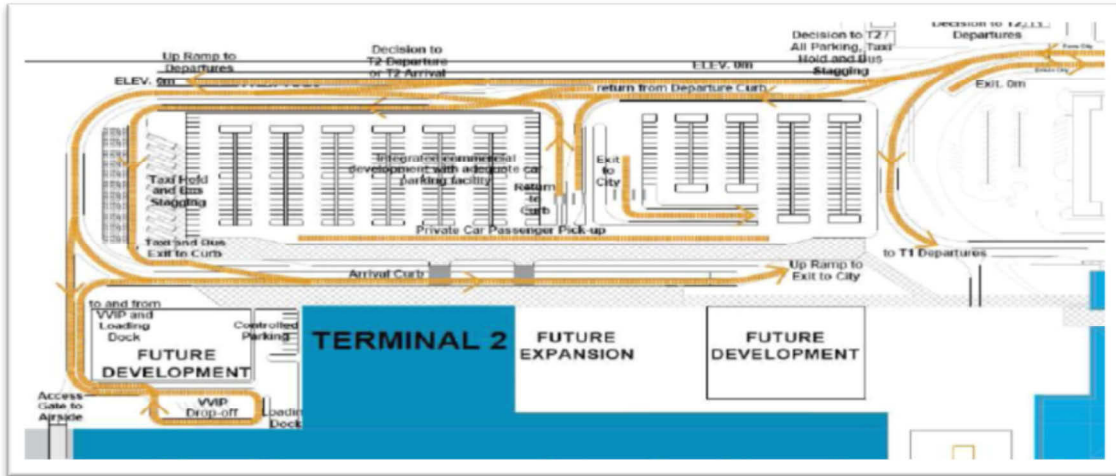 Decision to T2,
Departures
Decision to T2 /
All Parking, Taxi
Hold and Bus
Stagging
Up Ramp to
Departures
Decision to
T2 Departure
or T2 Arrival
ELEV. 9m
ELEV. 0m
Exit. 0m
return from Departure Curb
Integrated commercial
development with adequate car
parking facility
Exit
to
City
Taxi Hold
and Bus
Stagging
Return
to
Curb
Private Car Passenger Pick-up
Taxi and Bus
Exit to Curb
to T1 Departures
Arrival Curb
Up Ramp to
Exit to City
to and from
VVIP and
Loading
Dock
Controlled
Parking
TERMINAL 2
FUTURE
EXPANSION
FUTURE
DEVELOPMENT
FUTURE
DEVELOPMENT
Access
Gate to
Airside
VVIP
Drop-off
Loading
Dock